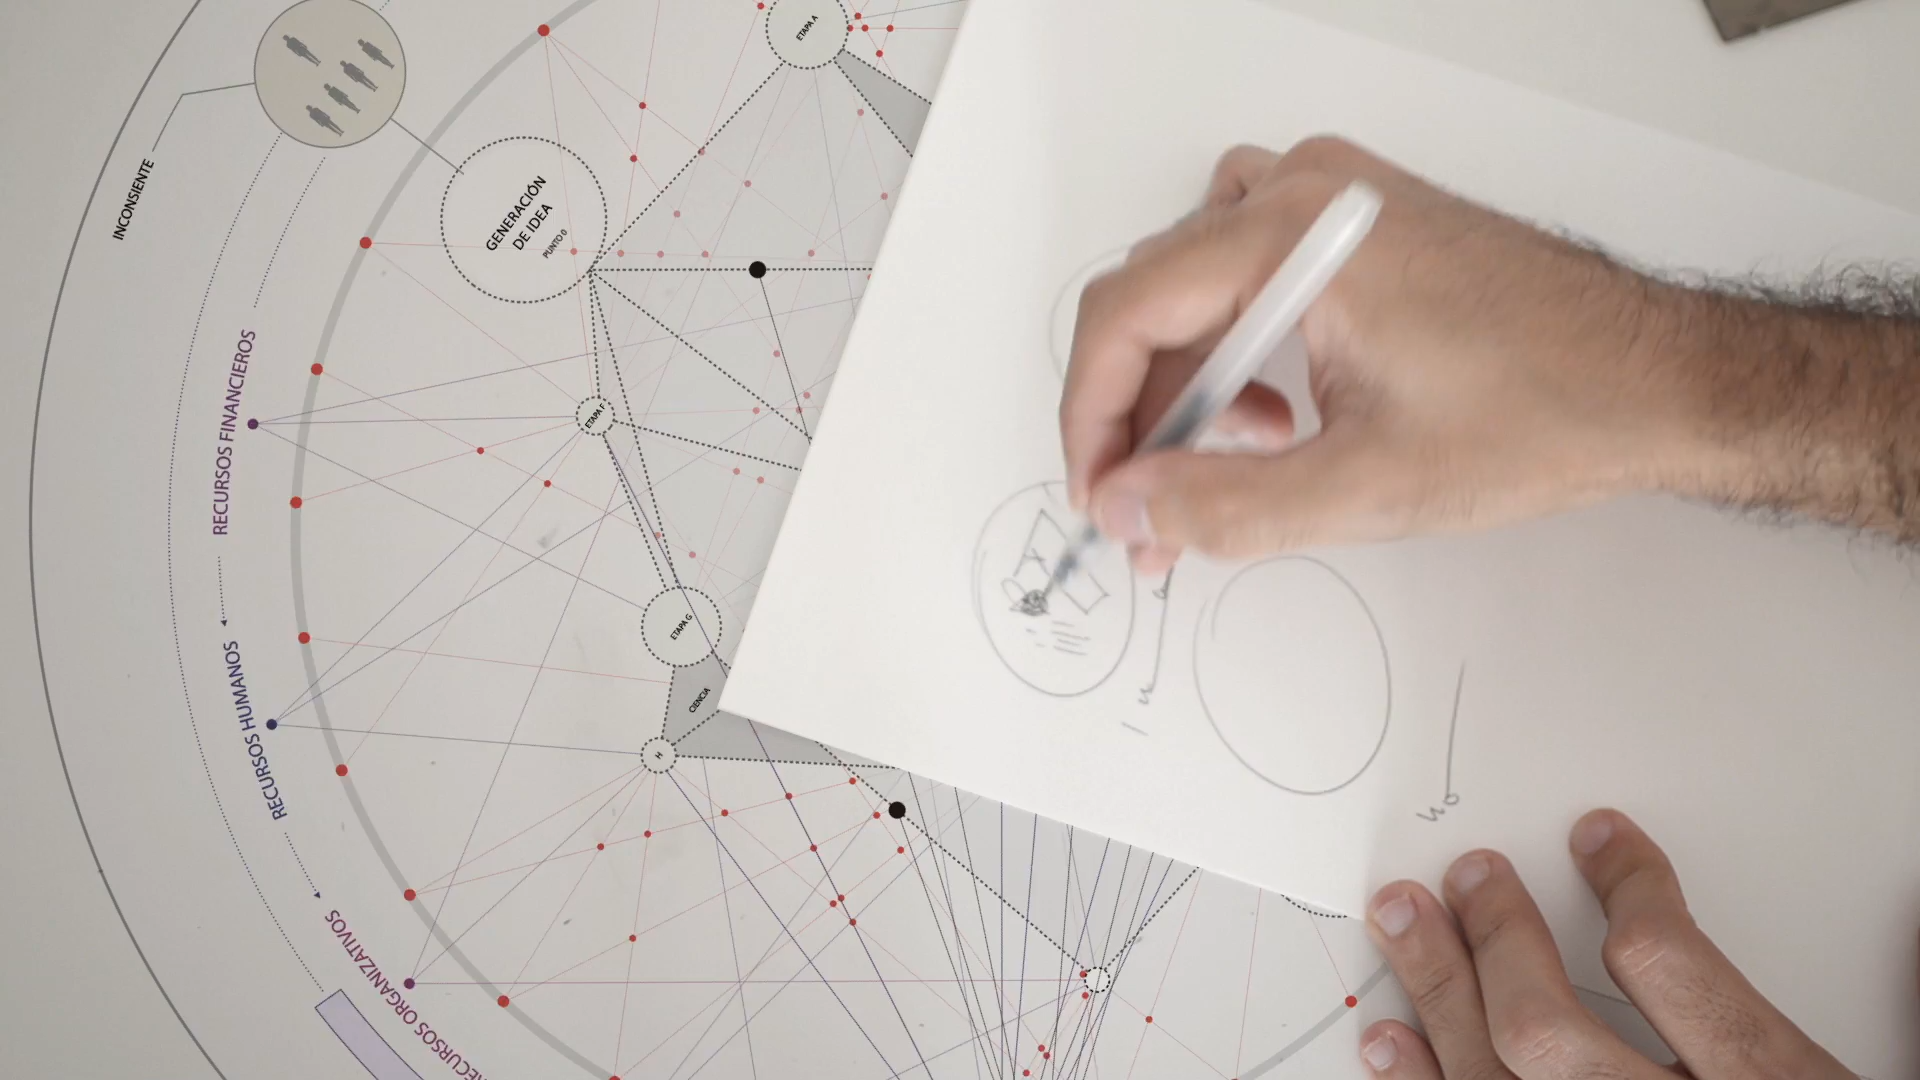 INCONSIENTE
GENERACIÓN
DE IDEA
PUNTO 0
ETAPA A
RECURSOS FINANCIEROS
ETAPA F
ETAPA G
CIENCIA
H
RECURSOS HUMANOS
RECURSOS ORGANIZATIVOS